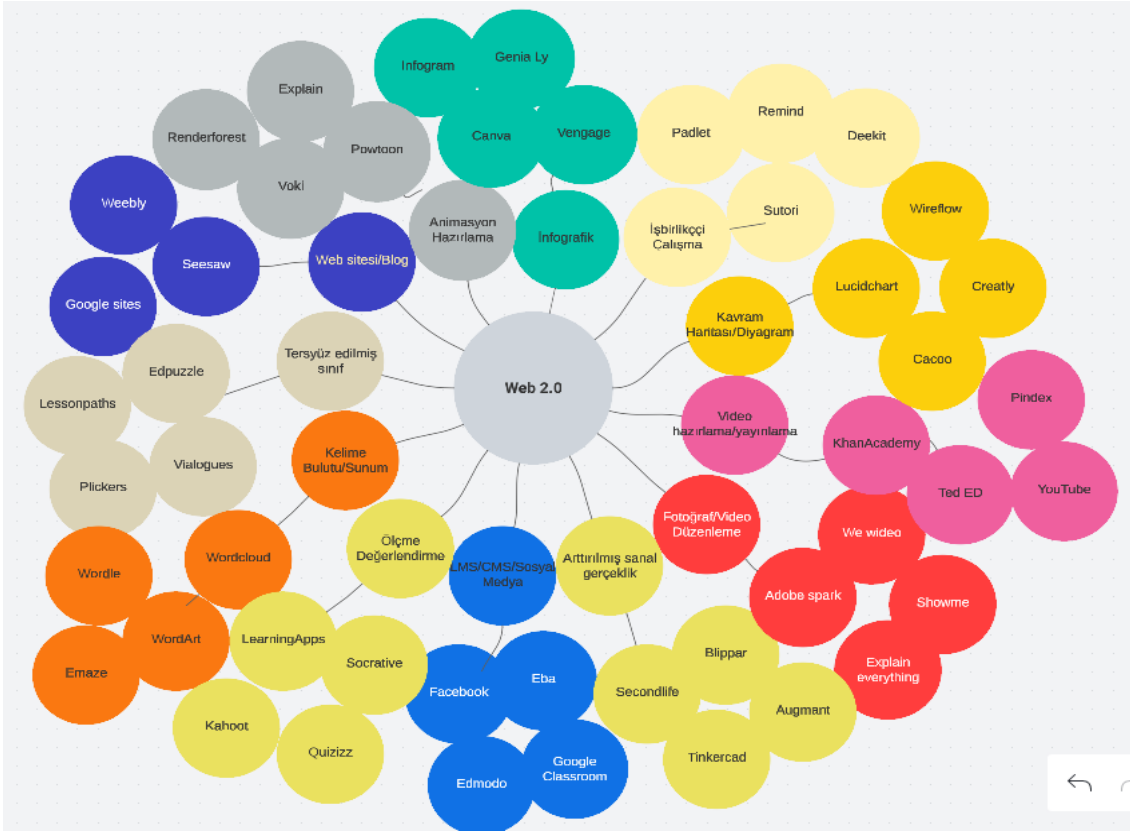 Infogram
Genia Ly
Canva
Vengage
İnfografik
Explain
Renderforest
Powtoon
Voki
Animasyon
Hazırlama
Padlet
Remind
Deekit
Sutori
İşbirlikççi
Çalışma
Weebly
Seesaw
Google sites
Web sitesi/Blog
Wireflow
Lucidchart
Creatly
Cacoo
Kavram
Haritası/Diyagram
Web 2.0
Tersyüz edilmiş
sınıf
Edpuzzle
Lessonpaths
Vialogues
Plickers
Video
hazırlama/yayınlama
KhanAcademy
Pindex
Ted ED
YouTube
Kelime
Bulutu/Sunum
Wordcloud
Wordle
WordArt
Emaze
Ölçme
Değerlendirme
LearningApps
Socrative
Kahoot
Quizizz
LMS/CMS/Sosyal
Medya
Facebook
Eba
Edmodo
Google
Classroom
Arttırılmış sanal
gerçeklik
Secondlife
Blippar
Augmant
Tinkercad
Fotoğraf/Video
Düzenleme
We wideo
Adobe spark
Showme
Explain
everything